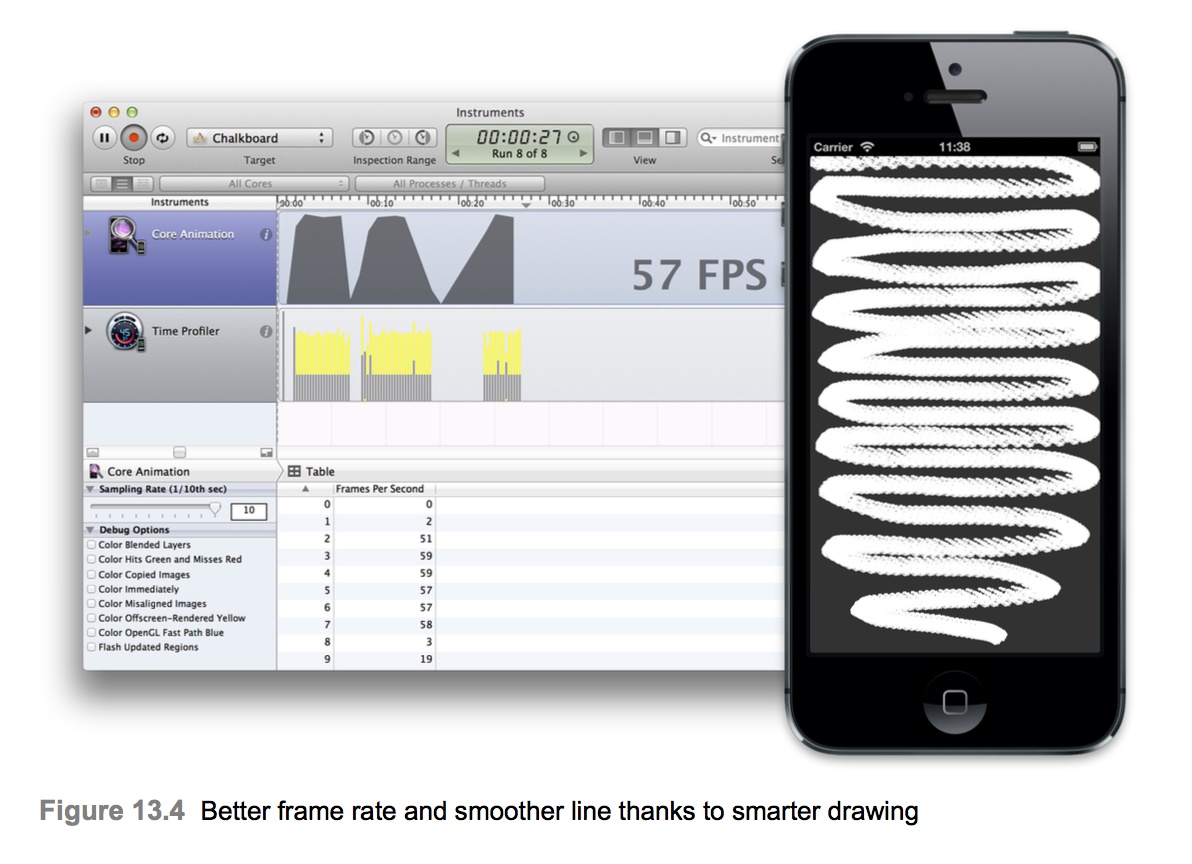 Instruments
00:00:27
Chalkboard
Run 8 of 8
Instrument
Stop
Target
Inspection Range
View
All Cores
All Processes / Threads
Instruments
00:00
00:10
00:20
00:30
00:40
00:50
Core Animation
57 FPS
Time Profiler
Core Animation
Table
Sampling Rate (1/10th sec)
10
Debug Options
Color Blended Layers
Color Hits Green and Misses Red
Color Copied Images
Color Immediately
Color Misaligned Images
Color Offscreen-Rendered Yellow
Color OpenGL Fast Path Blue
Flash Updated Regions
Frames Per Second
0 0
1 2
2 51
3 59
4 59
5 57
6 57
7 58
8 3
9 19
Carrier 11:38
Figure 13.4 Better frame rate and smoother line thanks to smarter drawing